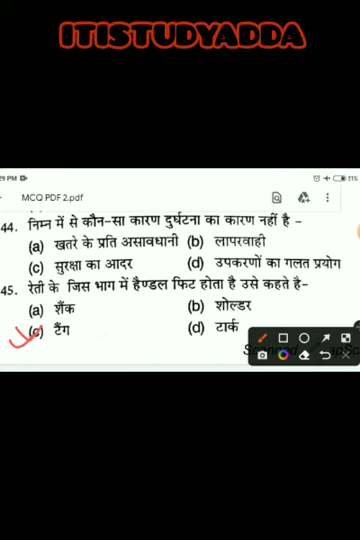 ITISTUDYADDA
29 PM
31%
MCQ PDF 2.pdf
44. निम्न में से कौन-सा कारण दुर्घटना का कारण नहीं है -
(a) खतरे के प्रति असावधानी (b) लापरवाही
(c) सुरक्षा का आदर (d) उपकरणों का गलत प्रयोग
45. रेती के जिस भाग में हैण्डल फिट होता है उसे कहते है-
(a) शैंक (b) शोल्डर
(c) टैंग (d) टार्क